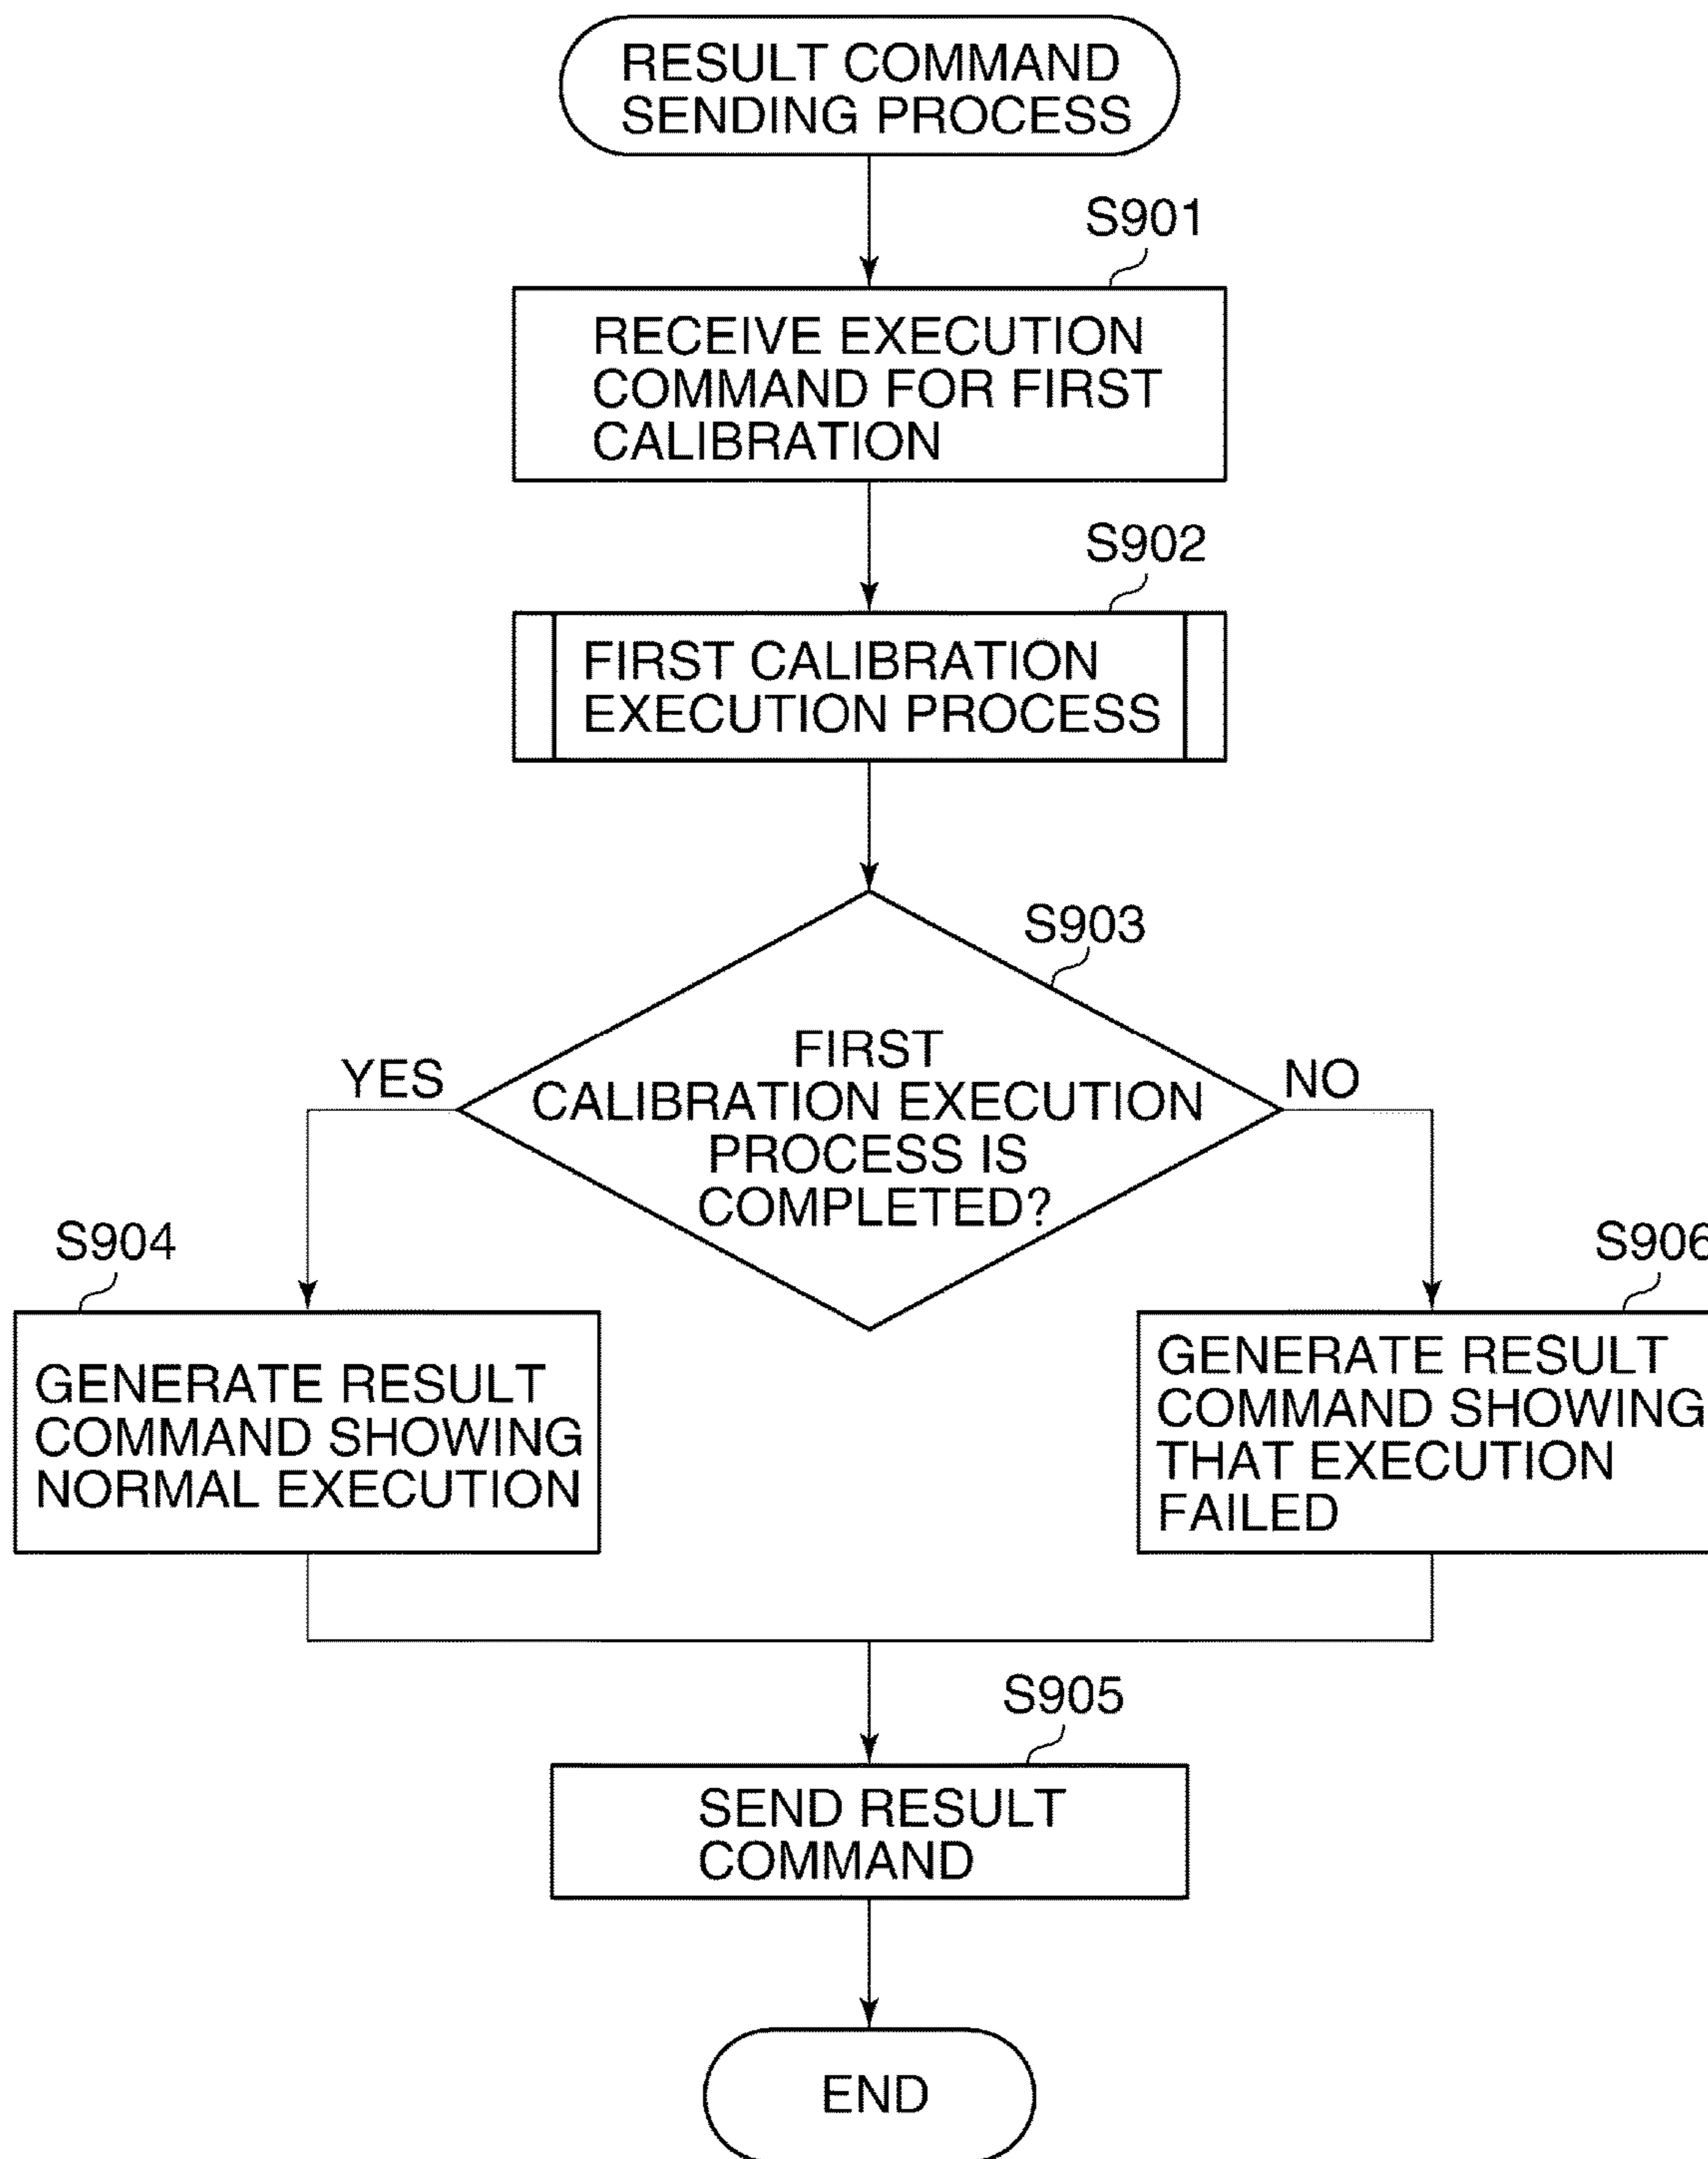 RESULT COMMAND
SENDING PROCESS
S901
RECEIVE EXECUTION
COMMAND FOR FIRST
CALIBRATION
S902
FIRST CALIBRATION
EXECUTION PROCESS
S903
FIRST
CALIBRATION EXECUTION
PROCESS IS
COMPLETED?
YES
NO
S904
GENERATE RESULT
COMMAND SHOWING
NORMAL EXECUTION
S906
GENERATE RESULT
COMMAND SHOWING
THAT EXECUTION
FAILED
S905
SEND RESULT
COMMAND
END